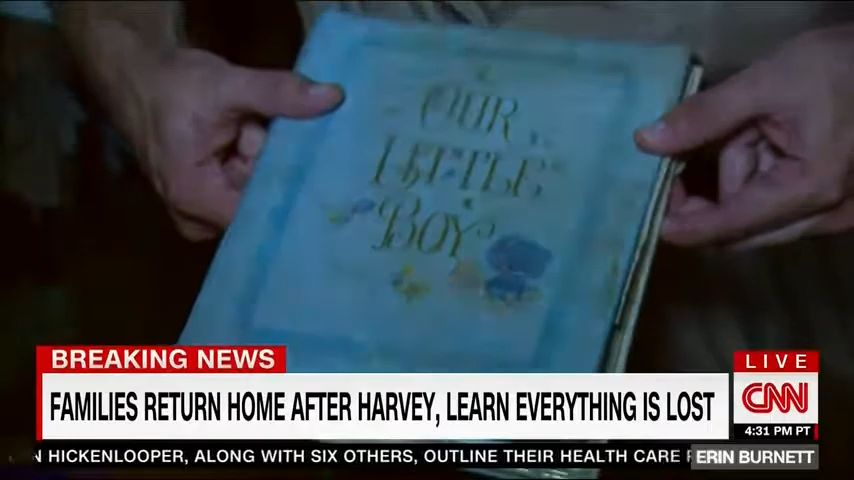 OUR
LITTLE
BOY
BREAKING NEWS
FAMILIES RETURN HOME AFTER HARVEY, LEARN EVERYTHING IS LOST
LIVE
CNN
4:31 PM PT
HICKENLOOPER, ALONG WITH SIX OTHERS, OUTLINE THEIR HEALTH CARE
ERIN BURNETT